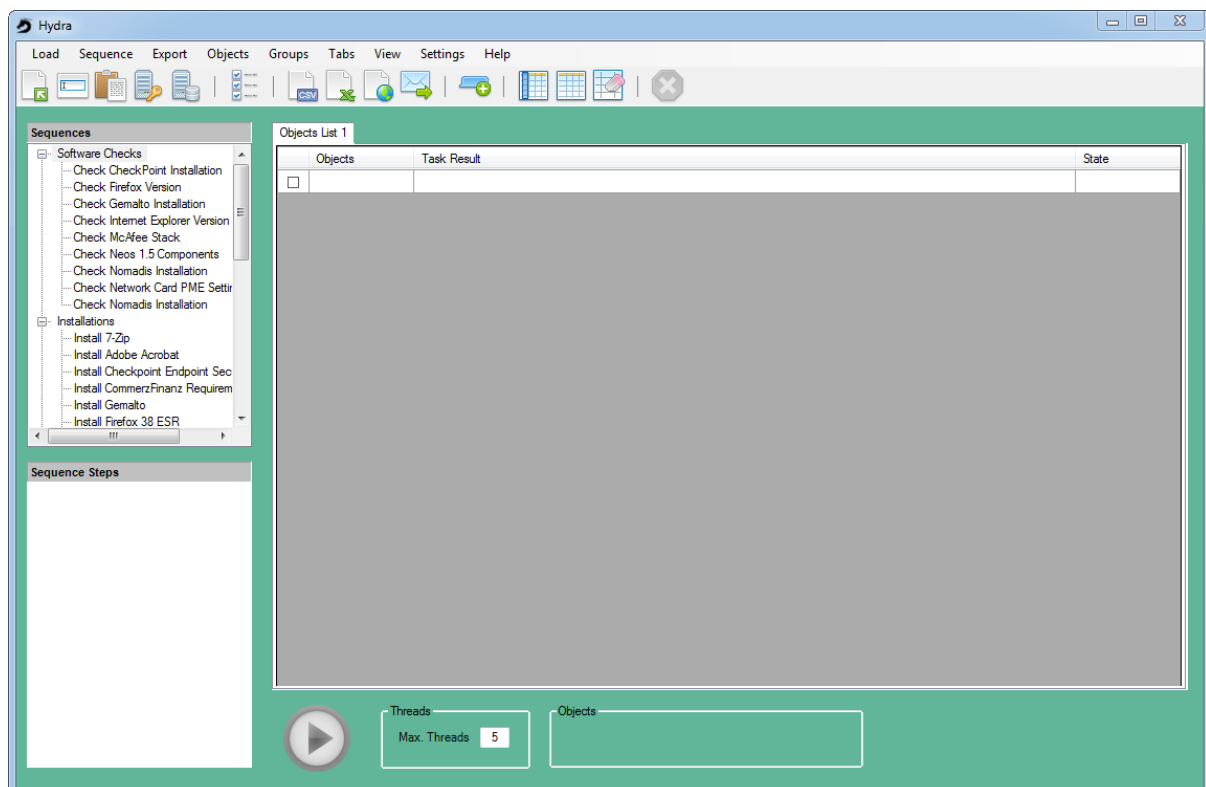 Hydra
Load Sequence Export Objects Groups Tabs View Settings Help
CSV
Sequences
Software Checks
Check CheckPoint Installation
Check Firefox Version
Check Gemalto Installation
Check Internet Explorer Version
Check McAfee Stack
Check Neos 1.5 Components
Check Nomadis Installation
Check Network Card PME Settir
Check Nomadis Installation
Installations
Install 7-Zip
Install Adobe Acrobat
Install Checkpoint Endpoint Sec
Install CommerzFinanz Requirem
Install Gemalto
Install Firefox 38 ESR
Sequence Steps
Objects List 1
Objects Task Result State
Threads
Max. Threads 5
Objects